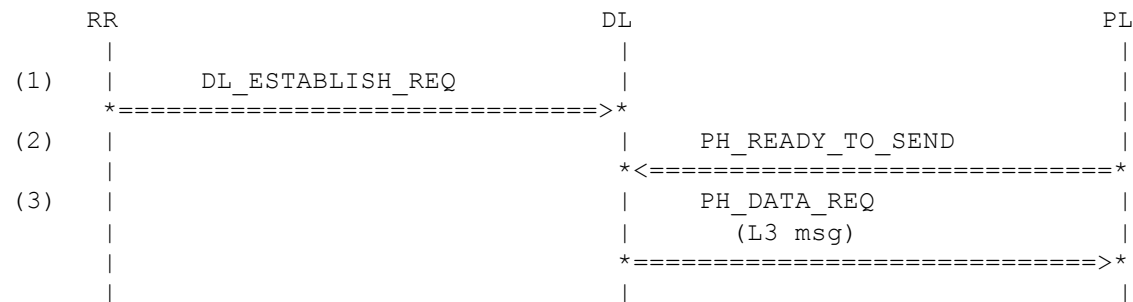 RR DL PL
| | |
(1) | DL_ESTABLISH_REQ | |
*==============================>* |
(2) | | PH_READY_TO_SEND |
| *<==============================*
(3) | | PH_DATA_REQ |
| | (L3 msg) |
| *==============================>*
| | |